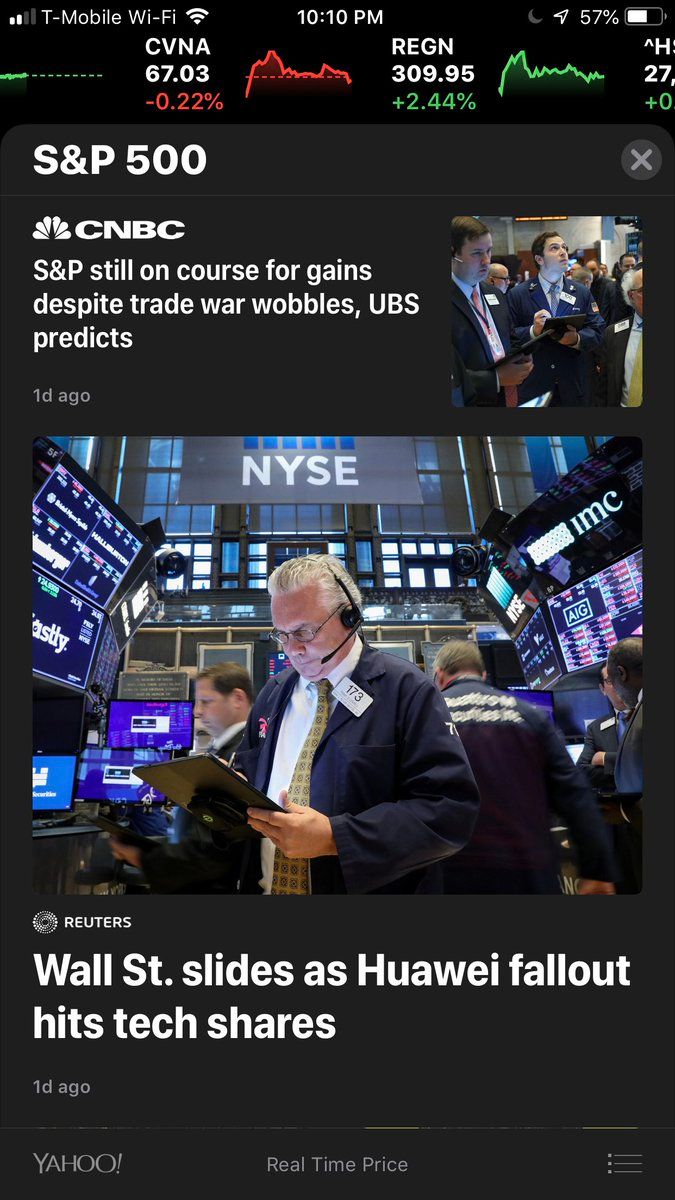 T-Mobile Wi-Fi 10:10 PM 57%
CVNA
67.03
-0.22%
REGN
309.95
+2.44%
^HS
27,
+0.
S&P 500
CNBC
S&P still on course for gains
despite trade war wobbles, UBS
predicts
1d ago
NYSE
HALLIBURTON
imc
AIG
173
REUTERS
Wall St. slides as Huawei fallout
hits tech shares
1d ago
YAHOO!
Real Time Price